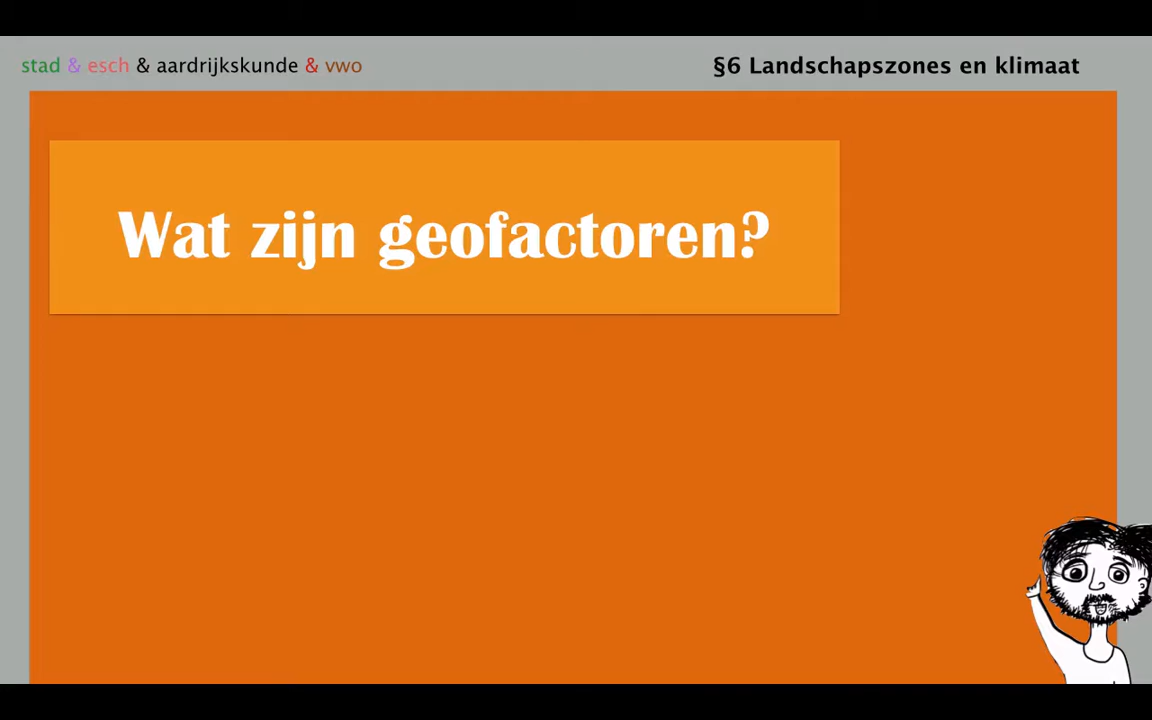 stad & esch & aardrijkskunde & vwo
§6 Landschapszones en klimaat
Wat zijn geofactoren?